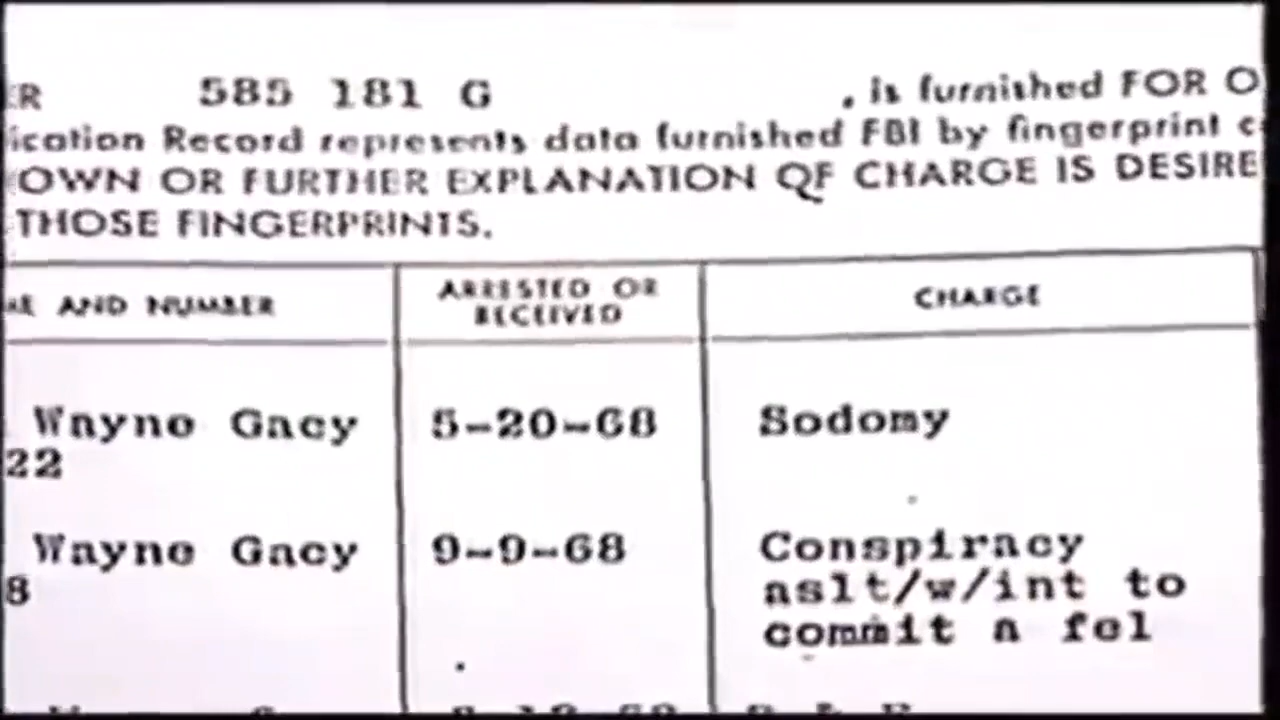 ER 585 181 G , is furnished FOR O
ication Record represents data furnished FBI by fingerprint c
OWN OR FURTHER EXPLANATION OF CHARGE IS DESIRE
THOSE FINGERPRINTS.
ME AND NUMBER
ARRESTED OR
RECEIVED
CHARGE
Wayne Gacy 5-20-68 Sodomy
22
Wayne Gacy 9-9-68 Conspiracy
8 aslt/w/int to
commit a fel